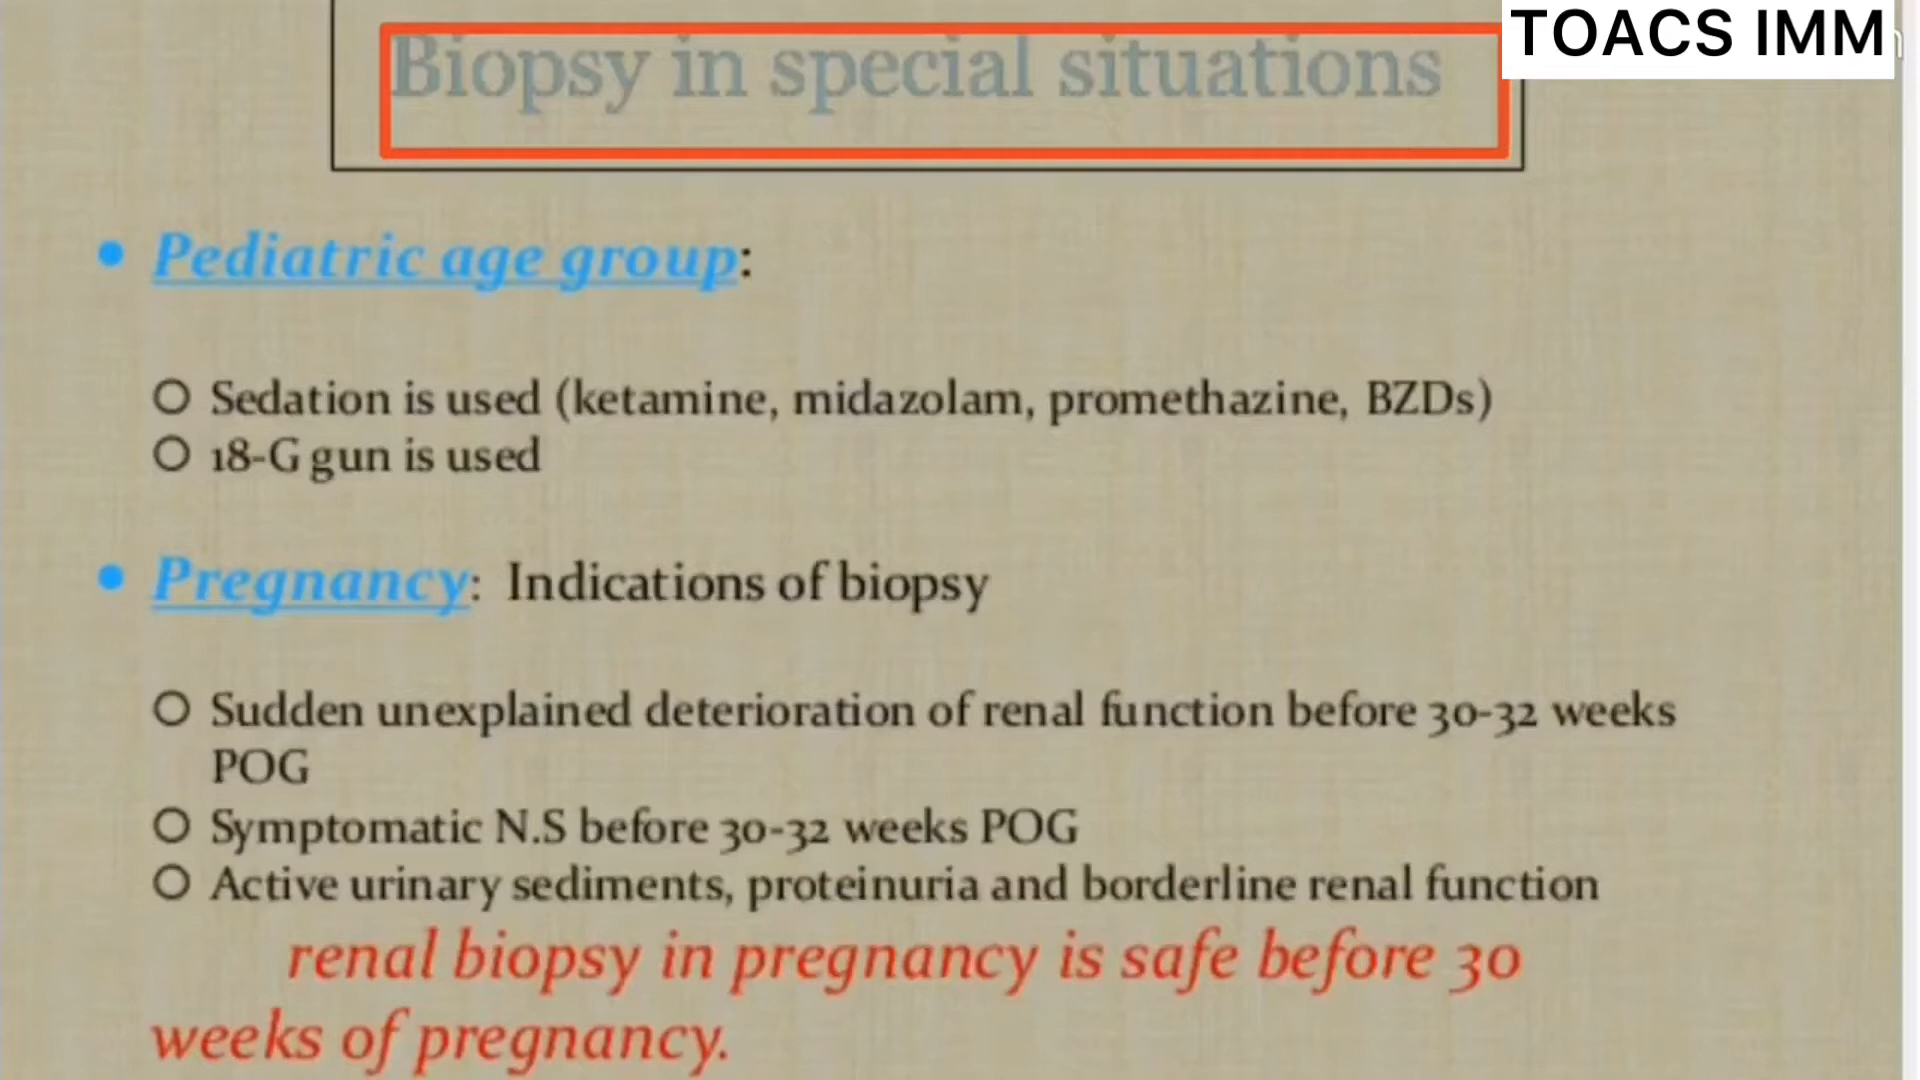 TOACS IMM
Biopsy in special situations
• Pediatric age group:
○ Sedation is used (ketamine, midazolam, promethazine, BZDs)
○ 18-G gun is used
• Pregnancy: Indications of biopsy
○ Sudden unexplained deterioration of renal function before 30-32 weeks
POG
○ Symptomatic N.S before 30-32 weeks POG
○ Active urinary sediments, proteinuria and borderline renal function
renal biopsy in pregnancy is safe before 30
weeks of pregnancy.